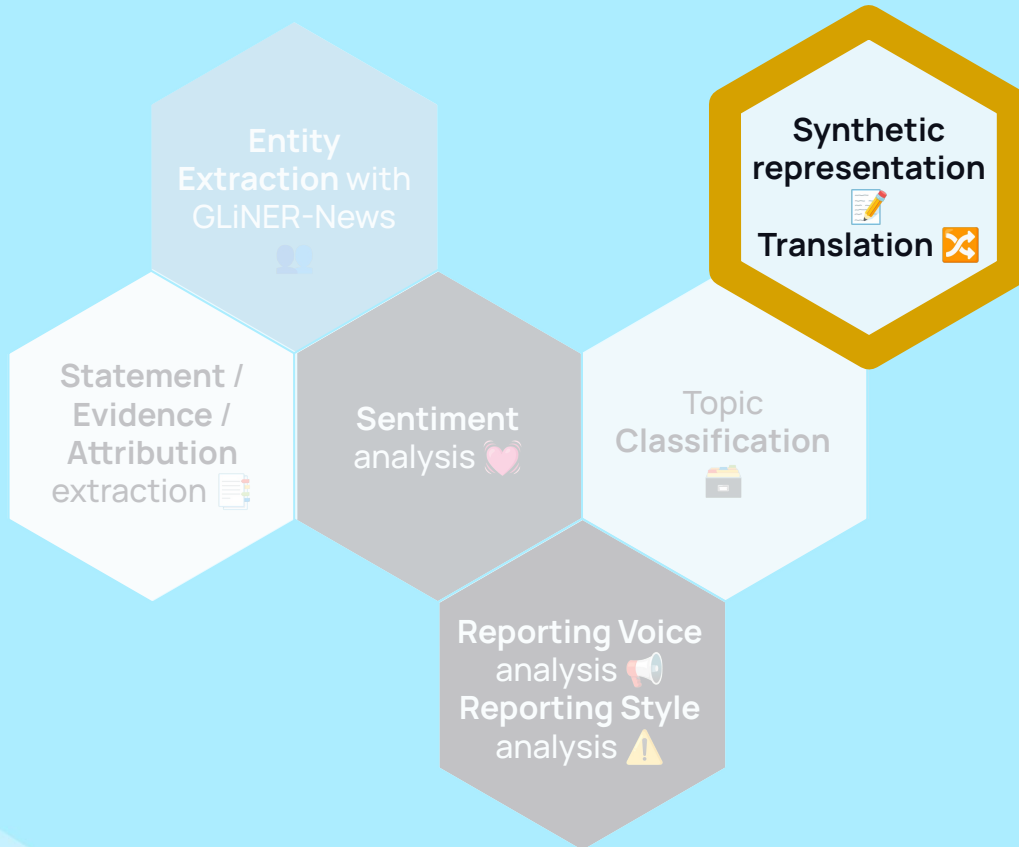 Synthetic
representation
📝
Translation 🔀
Entity
Extraction with
GLiNER-News
👥
Statement /
Evidence /
Attribution
extraction 📑
Sentiment
analysis 💓
Topic
Classification
🗃️
Reporting Voice
analysis 📢
Reporting Style
analysis ⚠️